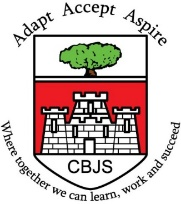 Adapt Accept Aspire
CBJS
Where together we can learn, work and succeed